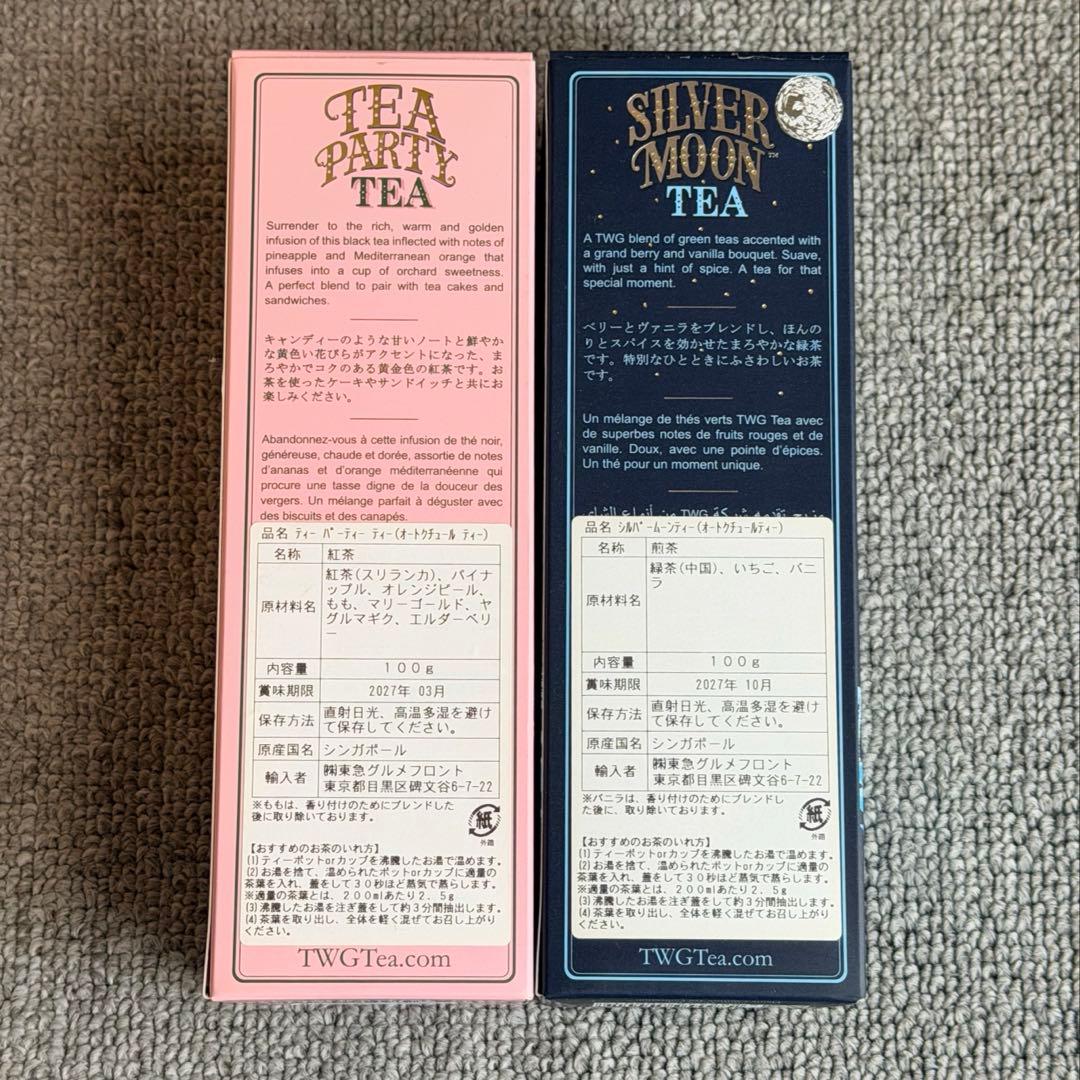 TEA
PARTY
TEA
Surrender to the rich, warm and golden
infusion of this black tea inflected with notes of
pineapple and Mediterranean orange that
infuses into a cup of orchard sweetness.
A perfect blend to pair with tea cakes and
sandwiches.
キャンディーのような甘いノートと鮮やか
な黄色い花びらがアクセントになった、ま
ろやかでコクのある黄金色の紅茶です。お
茶を使ったケーキやサンドイッチと共にお
楽しみください。
Abandonnez-vous à cette infusion de thé noir,
généreuse, chaude et dorée, assortie de notes
d'ananas et d'orange méditerranéenne qui
procure une tasse digne de la douceur des
vergers. Un mélange parfait à déguster avec
des biscuits et des canapés.
品名 ティー パーティー ティー(オートクチュール ティー)
名称 紅茶
原材料名 紅茶(スリランカ)、パイナ
ップル、オレンジピール、
もも、マリーゴールド、ヤ
グルマギク、エルダーベリ
ー
内容量 100g
賞味期限 2027年 03月
保存方法 直射日光、高温多湿を避け
て保存してください。
原産国名 シンガポール
輸入者 ㈱東急グルメフロント
東京都目黒区碑文谷6-7-22
※ももは、香り付けのためにブレンドした
後に取り除いております。
紙
外箱
【おすすめのお茶のいれ方】
(1)ティーポットorカップを沸騰したお湯で温めます。
(2)お湯を捨て、温められたポットorカップに適量の
茶葉を入れ、蓋をして30秒ほど蒸気で蒸らします。
※適量の茶葉とは、200mlあたり2.5g
(3)沸騰したお湯を注ぎ蓋をして約3分間抽出します。
(4)茶葉を取り出し、全体を軽く混ぜてお召し上がり
ください。
TWGTea.com
SILVER
MOON™
TEA
A TWG blend of green teas accented with
a grand berry and vanilla bouquet. Suave,
with just a hint of spice. A tea for that
special moment.
ベリーとヴァニラをブレンドし、ほんの
りとスパイスを効かせたまろやかな緑茶
です。特別なひとときにふさわしいお茶
です。
Un mélange de thés verts TWG Tea avec
de superbes notes de fruits rouges et de
vanille. Doux, avec une pointe d'épices.
Un thé pour un moment unique.
品名 シルバームーンティー(オートクチュールティー)
名称 煎茶
原材料名 緑茶(中国)、いちご、バニ
ラ
内容量 100g
賞味期限 2027年 10月
保存方法 直射日光、高温多湿を避け
て保存してください。
原産国名 シンガポール
輸入者 ㈱東急グルメフロント
東京都目黒区碑文谷6-7-22
※バニラは、香り付けのためにブレンドし
た後に、取り除いております。
紙
外箱
【おすすめのお茶のいれ方】
(1)ティーポットorカップを沸騰したお湯で温めます。
(2)お湯を捨て、温められたポットorカップに適量の
茶葉を入れ、蓋をして30秒ほど蒸気で蒸らします。
※適量の茶葉とは、200mlあたり2.5g
(3)沸騰したお湯を注ぎ蓋をして約3分間抽出します。
(4)茶葉を取り出し、全体を軽く混ぜてお召し上がり
ください。
TWGTea.com